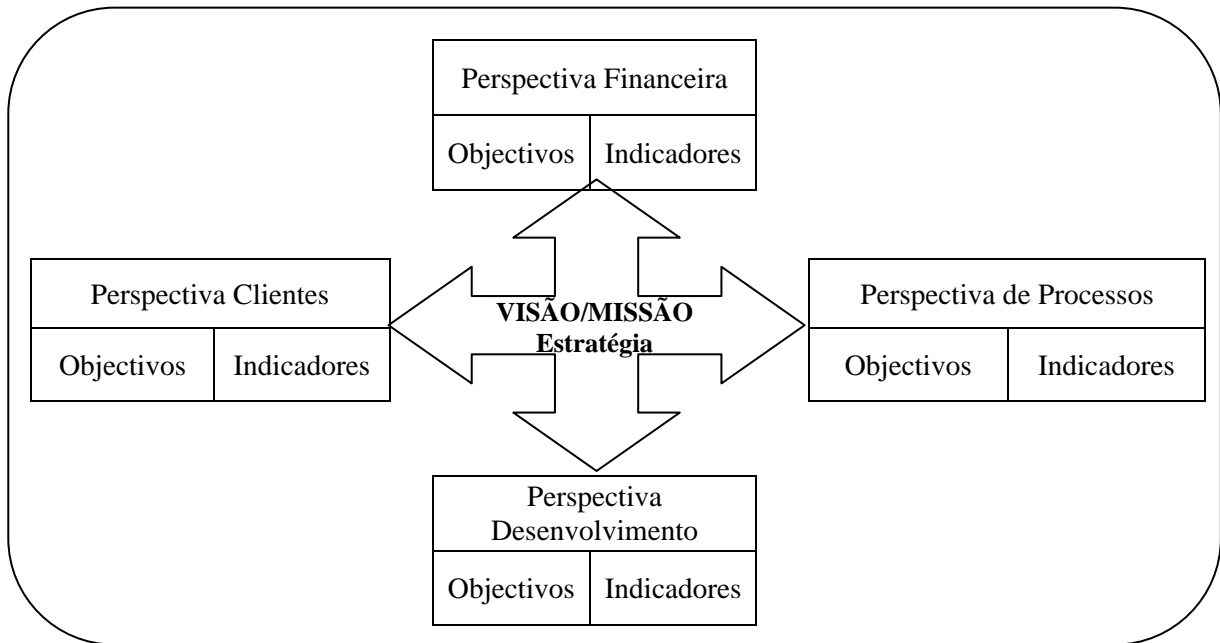 Perspectiva Financeira
Objectivos Indicadores
Perspectiva Clientes
Objectivos Indicadores
VISÃO/MISSÃO
Estratégia
Perspectiva de Processos
Objectivos Indicadores
Perspectiva
Desenvolvimento
Objectivos Indicadores